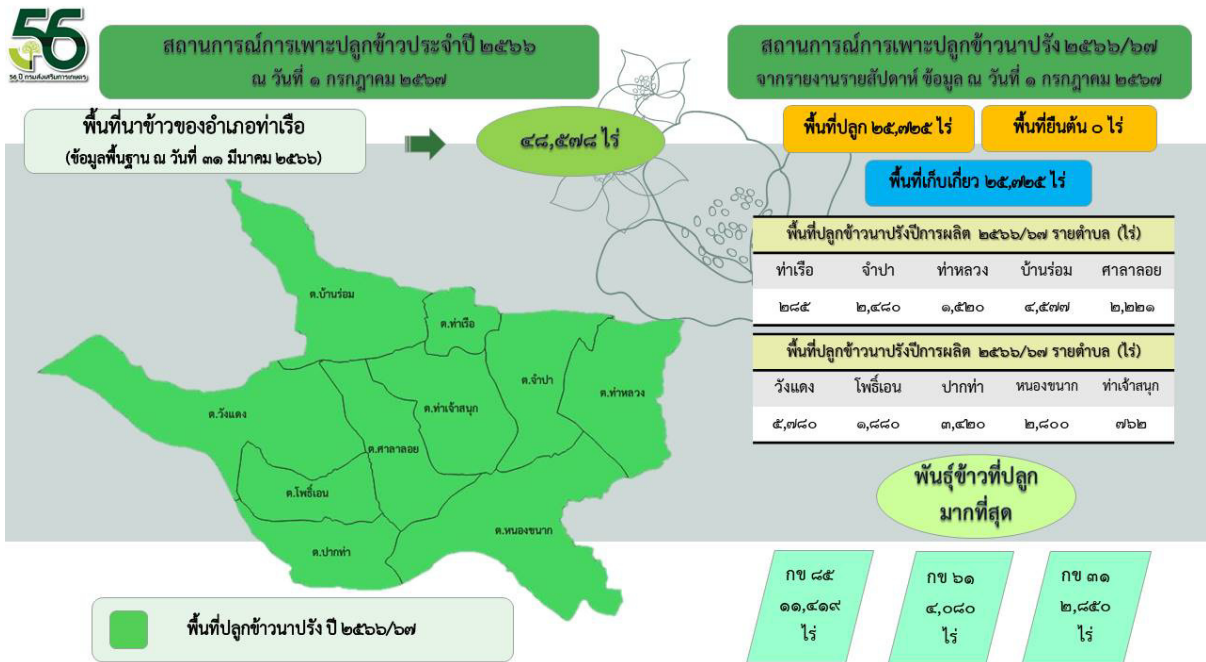 56
56 ปี กรมส่งเสริมการเกษตร
สถานการณ์การเพาะปลูกข้าวประจำปี ๒๕๖๖
ณ วันที่ ๑ กรกฎาคม ๒๕๖๗
พื้นที่นาข้าวของอำเภอท่าเรือ
(ข้อมูลพื้นฐาน ณ วันที่ ๓๑ มีนาคม ๒๕๖๖)
๔๘,๕๗๘ ไร่
ต.บ้านร่อม
ต.ท่าเรือ
ต.จำปา
ต.ท่าหลวง
ต.วังแดง
ต.ท่าเจ้าสนุก
ต.ศาลาลอย
ต.โพธิ์เอน
ต.หนองขนาก
ต.ปากท่า
พื้นที่ปลูกข้าวนาปรัง ปี ๒๕๖๖/๖๗
สถานการณ์การเพาะปลูกข้าวนาปรัง ๒๕๖๖/๖๗
จากรายงานรายสัปดาห์ ข้อมูล ณ วันที่ ๑ กรกฎาคม ๒๕๖๗
พื้นที่ปลูก ๒๕,๗๒๕ ไร่ พื้นที่ยืนต้น ๐ ไร่
พื้นที่เก็บเกี่ยว ๒๕,๗๒๕ ไร่
พื้นที่ปลูกข้าวนาปรังปีการผลิต ๒๕๖๖/๖๗ รายตำบล (ไร่)
ท่าเรือ จำปา ท่าหลวง บ้านร่อม ศาลาลอย
๒๘๕ ๒,๔๘๐ ๑,๕๒๐ ๔,๕๗๗ ๒,๒๒๑
พื้นที่ปลูกข้าวนาปรังปีการผลิต ๒๕๖๖/๖๗ รายตำบล (ไร่)
วังแดง โพธิ์เอน ปากท่า หนองขนาก ท่าเจ้าสนุก
๕,๗๘๐ ๑,๘๘๐ ๓,๔๒๐ ๒,๘๐๐ ๗๖๒
พันธุ์ข้าวที่ปลูก
มากที่สุด
กข ๘๕
๑๑,๔๑๙
ไร่
กข ๖๑
๔,๐๘๐
ไร่
กข ๓๑
๒,๘๕๐
ไร่